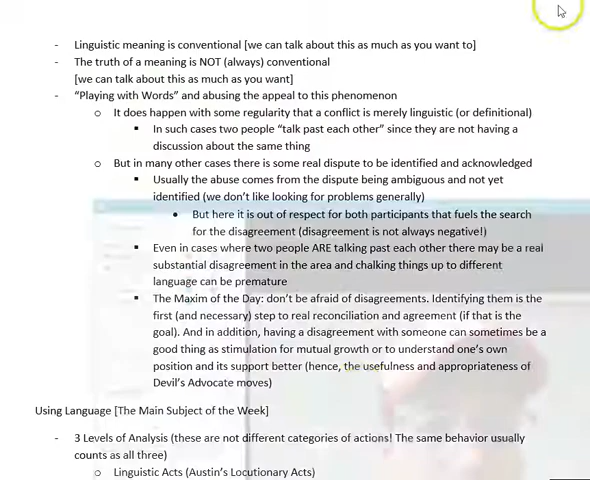 - Linguistic meaning is conventional [we can talk about this as much as you want to]
- The truth of a meaning is NOT (always) conventional
[we can talk about this as much as you want]
- “Playing with Words” and abusing the appeal to this phenomenon
o It does happen with some regularity that a conflict is merely linguistic (or definitional)
▪ In such cases two people “talk past each other” since they are not having a
discussion about the same thing
o But in many other cases there is some real dispute to be identified and acknowledged
▪ Usually the abuse comes from the dispute being ambiguous and not yet
identified (we don’t like looking for problems generally)
• But here it is out of respect for both participants that fuels the search
for the disagreement (disagreement is not always negative!)
▪ Even in cases where two people ARE talking past each other there may be a real
substantial disagreement in the area and chalking things up to different
language can be premature
▪ The Maxim of the Day: don’t be afraid of disagreements. Identifying them is the
first (and necessary) step to real reconciliation and agreement (if that is the
goal). And in addition, having a disagreement with someone can sometimes be a
good thing as stimulation for mutual growth or to understand one’s own
position and its support better (hence, the usefulness and appropriateness of
Devil’s Advocate moves)
Using Language [The Main Subject of the Week]
- 3 Levels of Analysis (these are not different categories of actions! The same behavior usually
counts as all three)
o Linguistic Acts (Austin’s Locutionary Acts)